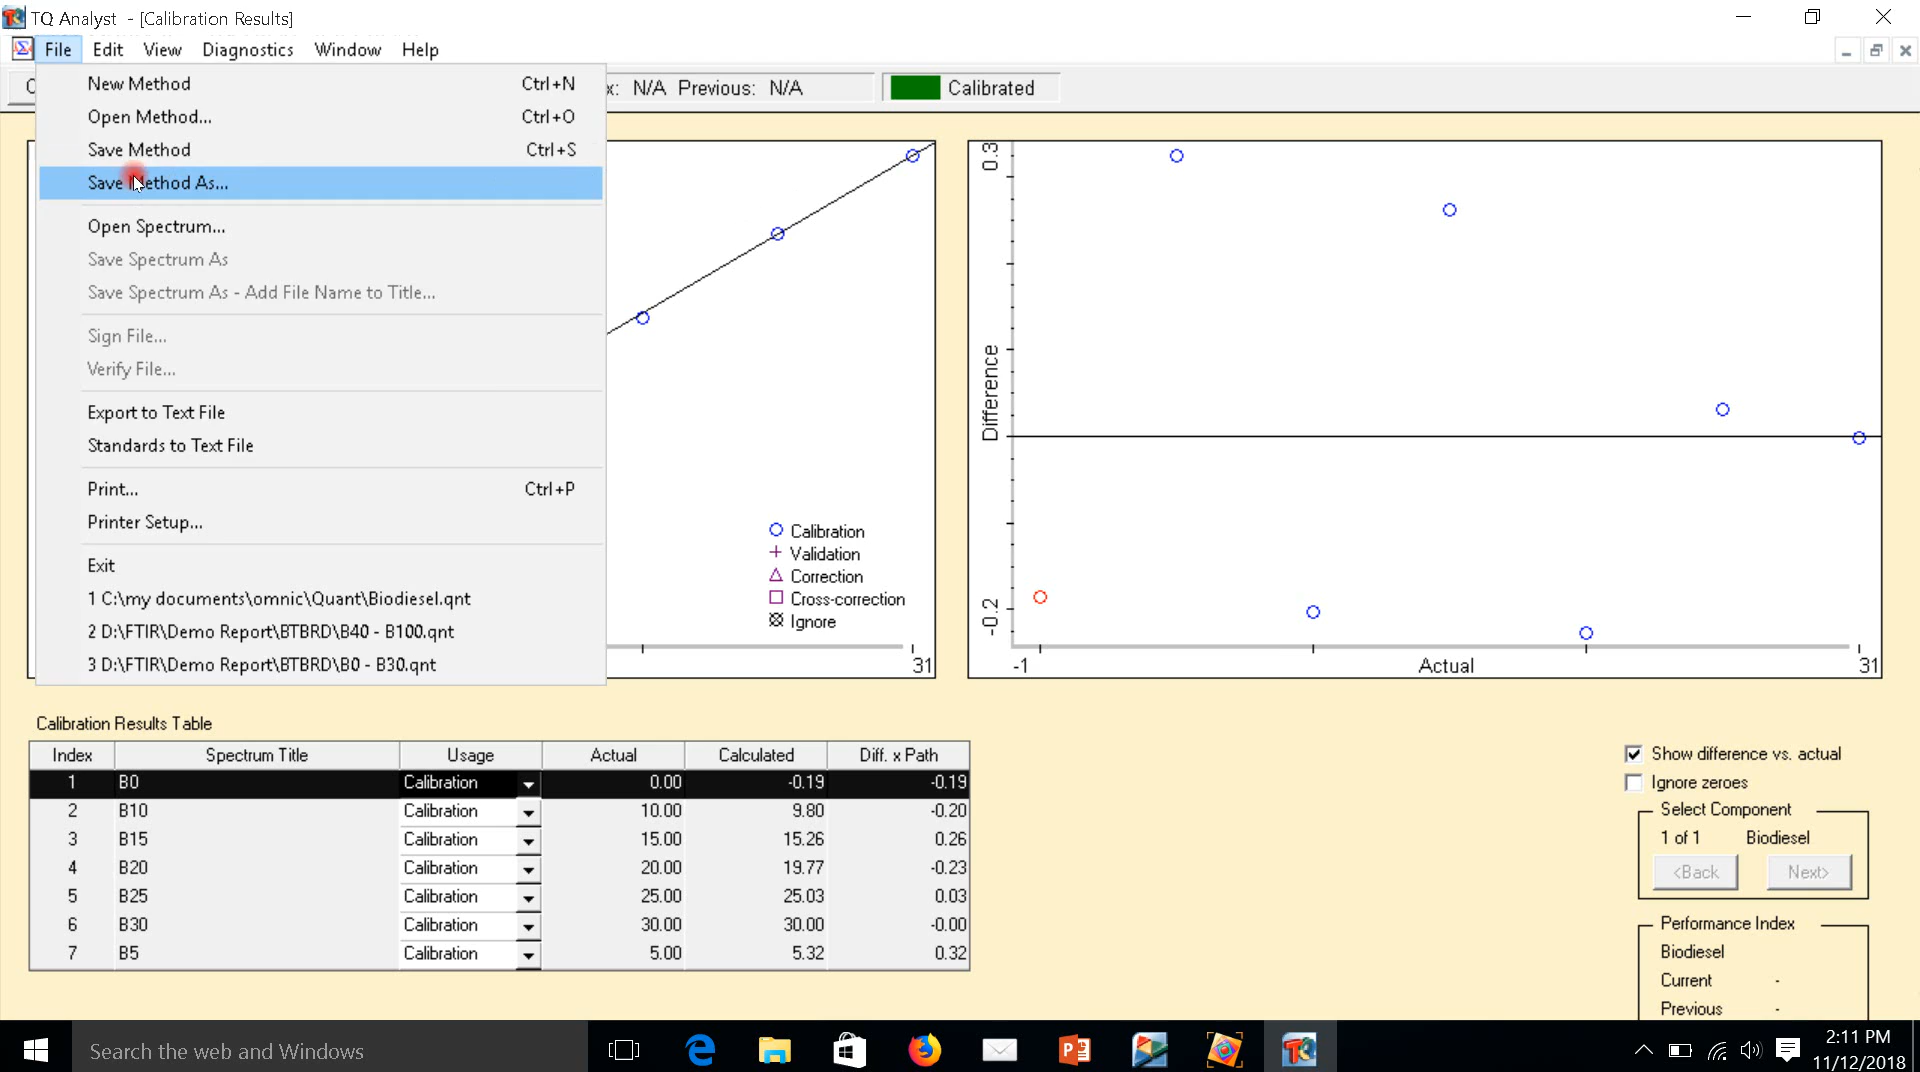 TQ Analyst - [Calibration Results]
File Edit View Diagnostics Window Help
New Method Ctrl+N
Open Method... Ctrl+O
Save Method Ctrl+S
Save Method As...
Open Spectrum...
Save Spectrum As
Save Spectrum As - Add File Name to Title...
Sign File...
Verify File...
Export to Text File
Standards to Text File
Print... Ctrl+P
Printer Setup...
Exit
1 C:\my documents\omnic\Quant\Biodiesel.qnt
2 D:\FTIR\Demo Report\BTBRD\B40 - B100.qnt
3 D:\FTIR\Demo Report\BTBRD\B0 - B30.qnt
N/A Previous: N/A
Calibrated
Calibration
Validation
Correction
Cross-correction
Ignore
31
0.3
Difference
-0.2
-1 Actual 31
Calibration Results Table
Index Spectrum Title Usage Actual Calculated Diff. x Path
1 B0 Calibration 0.00 -0.19 -0.19
2 B10 Calibration 10.00 9.80 -0.20
3 B15 Calibration 15.00 15.26 0.26
4 B20 Calibration 20.00 19.77 -0.23
5 B25 Calibration 25.00 25.03 0.03
6 B30 Calibration 30.00 30.00 -0.00
7 B5 Calibration 5.00 5.32 0.32
Show difference vs. actual
Ignore zeroes
Select Component
1 of 1 Biodiesel
<Back Next>
Performance Index
Biodiesel
Current -
Previous -
Search the web and Windows
2:11 PM
11/12/2018